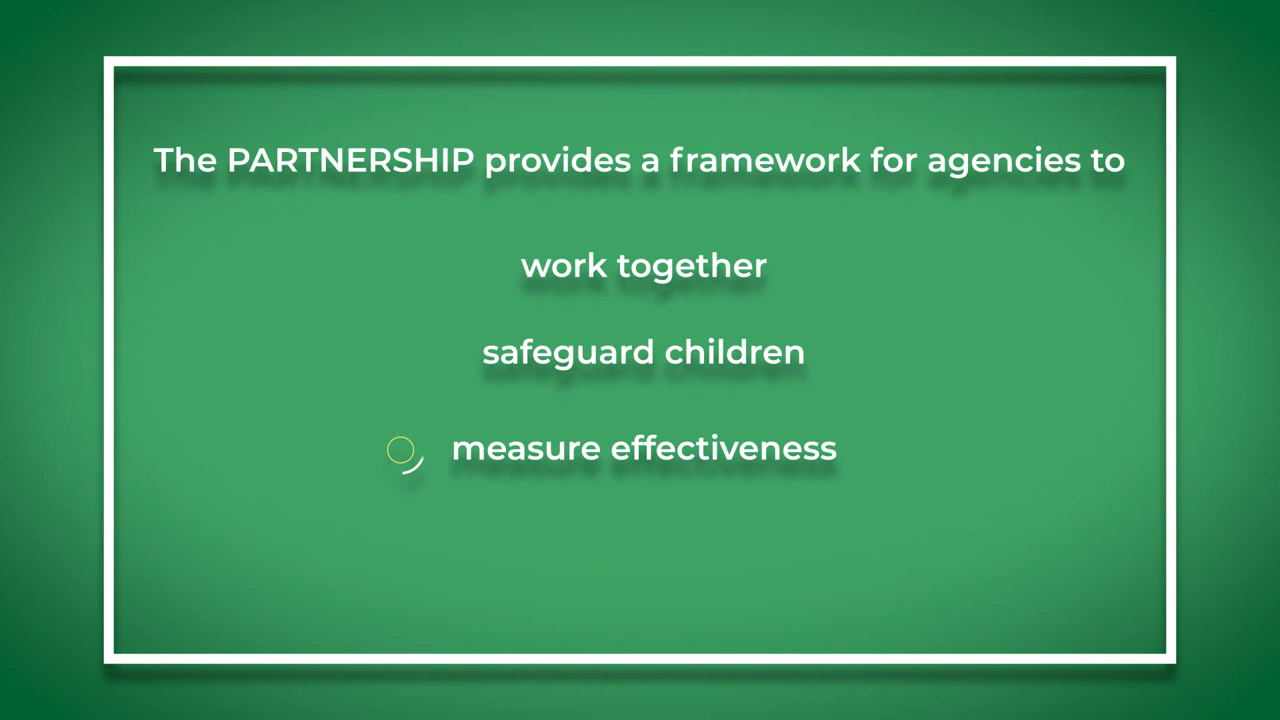 The PARTNERSHIP provides a framework for agencies to
work together
safeguard children
measure effectiveness